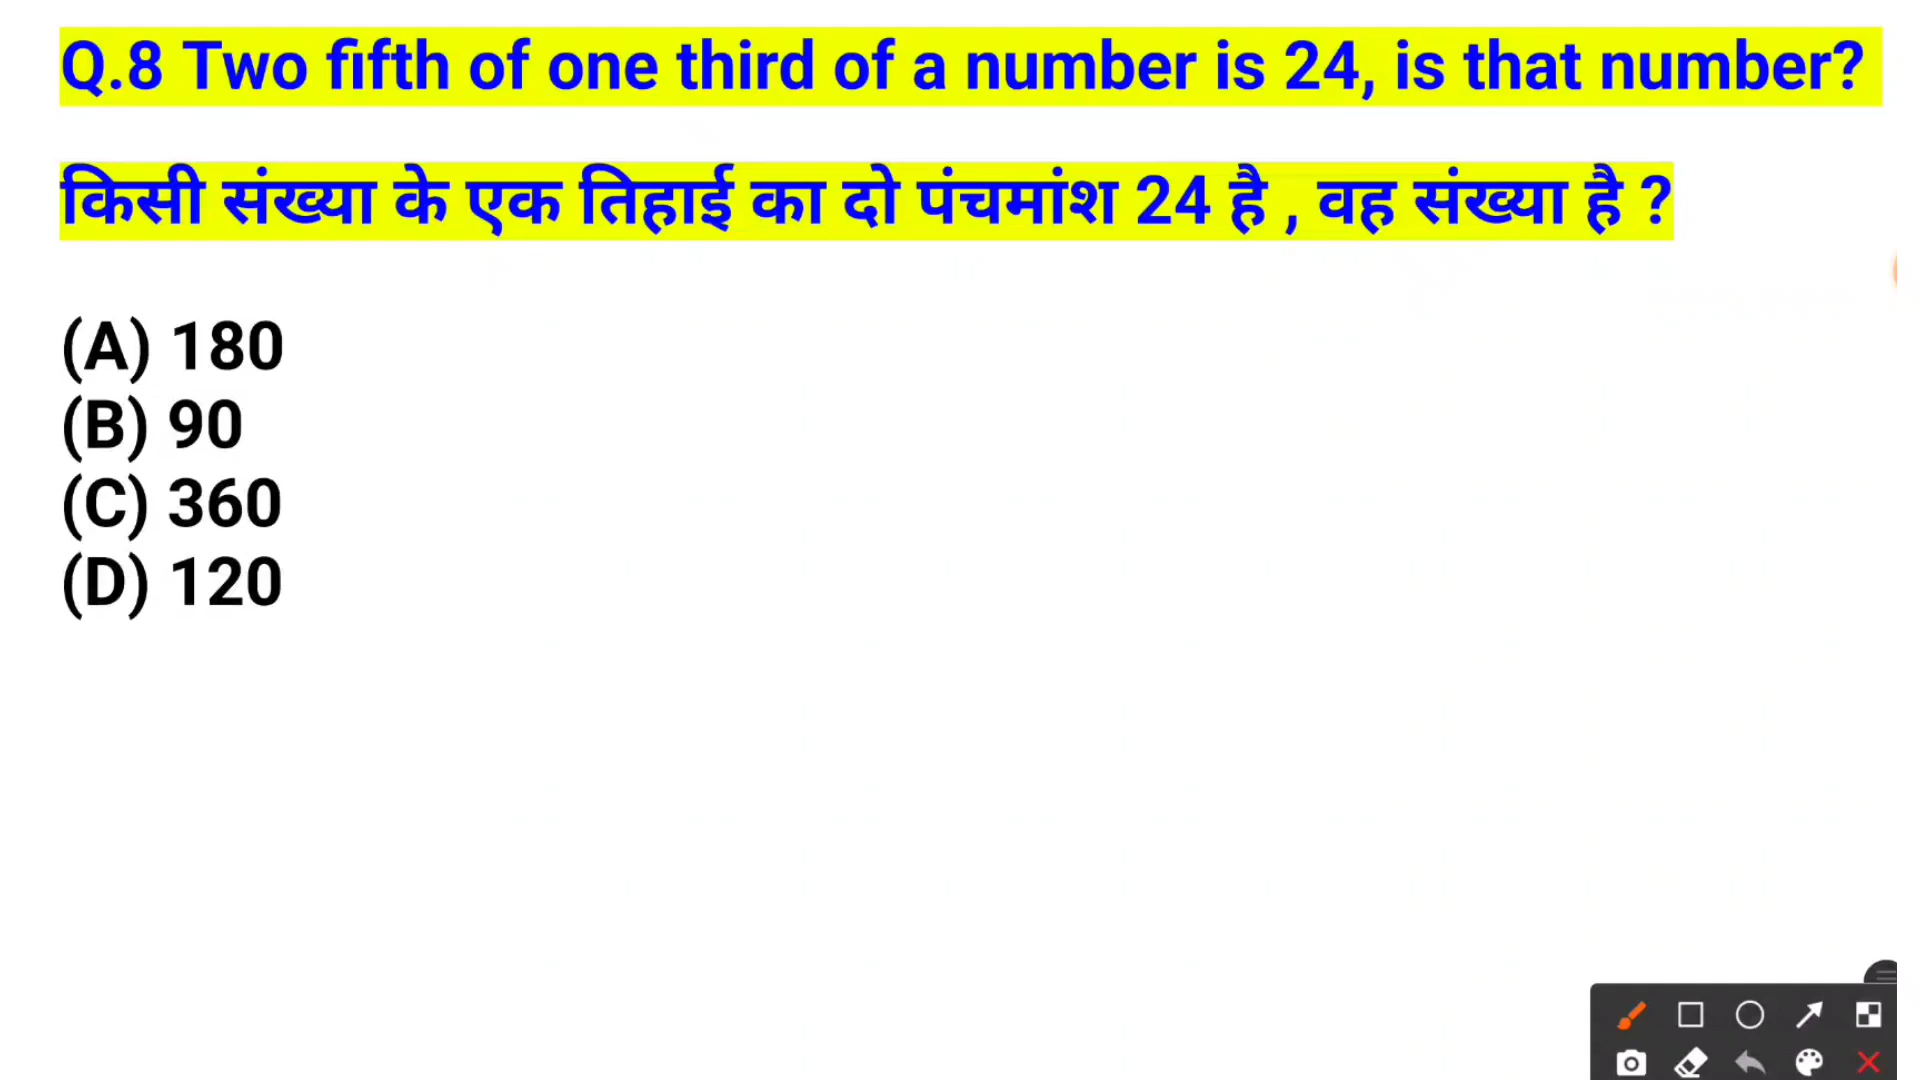 Q.8 Two fifth of one third of a number is 24, is that number?
किसी संख्या के एक तिहाई का दो पंचमांश 24 है , वह संख्या है ?
(A) 180
(B) 90
(C) 360
(D) 120